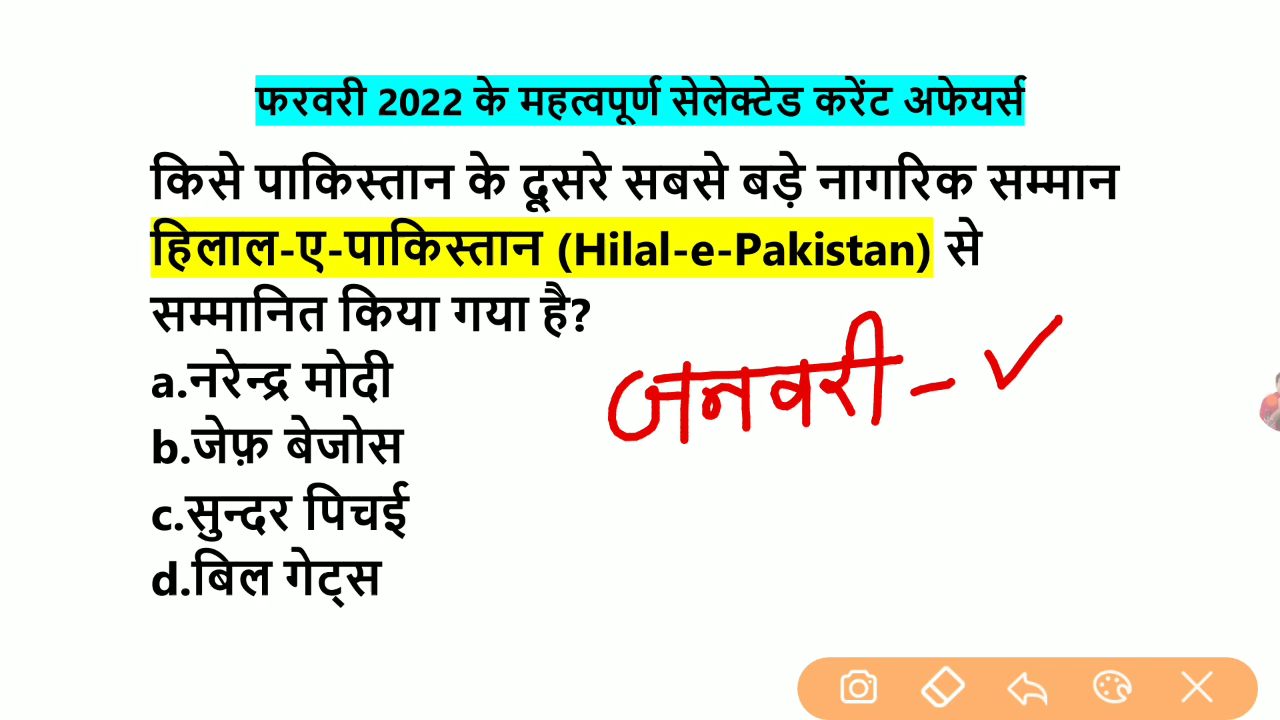 फरवरी 2022 के महत्वपूर्ण सेलेक्टेड करेंट अफेयर्स
किसे पाकिस्तान के दूसरे सबसे बड़े नागरिक सम्मान
हिलाल-ए-पाकिस्तान (Hilal-e-Pakistan) से
सम्मानित किया गया है?
a.नरेन्द्र मोदी
जनवरी -
b.जेफ़ बेजोस
c.सुन्दर पिचई
d.बिल गेट्स